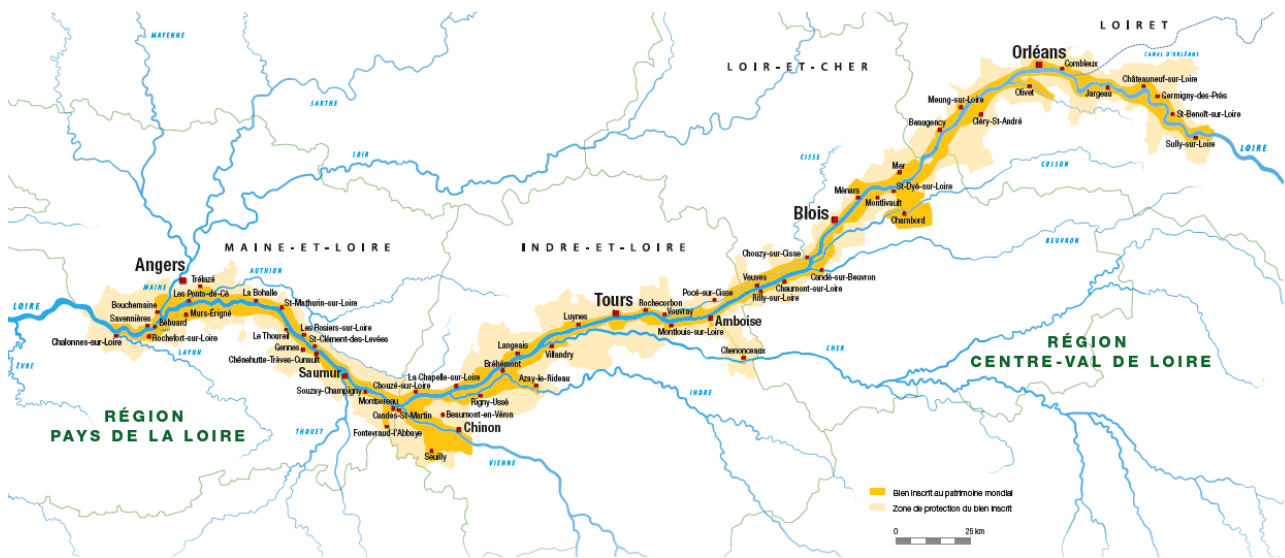 LOIRET
Orléans
CANAL D'ORLÉANS
Combleux
MAYENNE
LOIR-ET-CHER
Châteauneuf-sur-Loire
Olivet
Jargeau
Germigny-des-Prés
SARTHE
Meung-sur-Loire
Cléry-St-André
St-Benoît-sur-Loire
Beaugency
Sully-sur-Loire
LOIRE
LOIR
CISSE
COSSON
Mer
Ménars
St-Dyé-sur-Loire
Montlivault
Blois
Chambord
MAINE-ET-LOIRE
INDRE-ET-LOIRE
BEUVRON
Chouzy-sur-Cisse
Angers
AUTHION
Trélazé
MAINE
Veuves
Candé-sur-Beuvron
Chaumont-sur-Loire
Rilly-sur-Loire
Les Ponts-de-Cé
La Bohalle
Pocé-sur-Cisse
LOIRE
Bouchemaine
St-Mathurin-sur-Loire
Tours
Rochecorbon
Murs-Erigné
Vouvray
Amboise
Savennières
Béhuard
Luynes
Les Rosiers-sur-Loire
Montlouis-sur-Loire
Chalonnes-sur-Loire
Rochefort-sur-Loire
Le Thoureil
St-Clément-des-Levées
Gennes
Langeais
Villandry
CHER
RÉGION
CENTRE-VAL DE LOIRE
LAYON
Chênehutte-Trèves-Cunault
Chenonceaux
ÈVRE
Bréhémont
Saumur
La Chapelle-sur-Loire
Azay-le-Rideau
Chouzé-sur-Loire
Souzay-Champigny
INDRE
Montsoreau
Rigny-Ussé
RÉGION
PAYS DE LA LOIRE
Candes-St-Martin
Beaumont-en-Véron
Fontevraud-l'Abbaye
Chinon
THOUET
Seuilly
VIENNE
Bien inscrit au patrimoine mondial
Zone de protection du bien inscrit
0 25 km